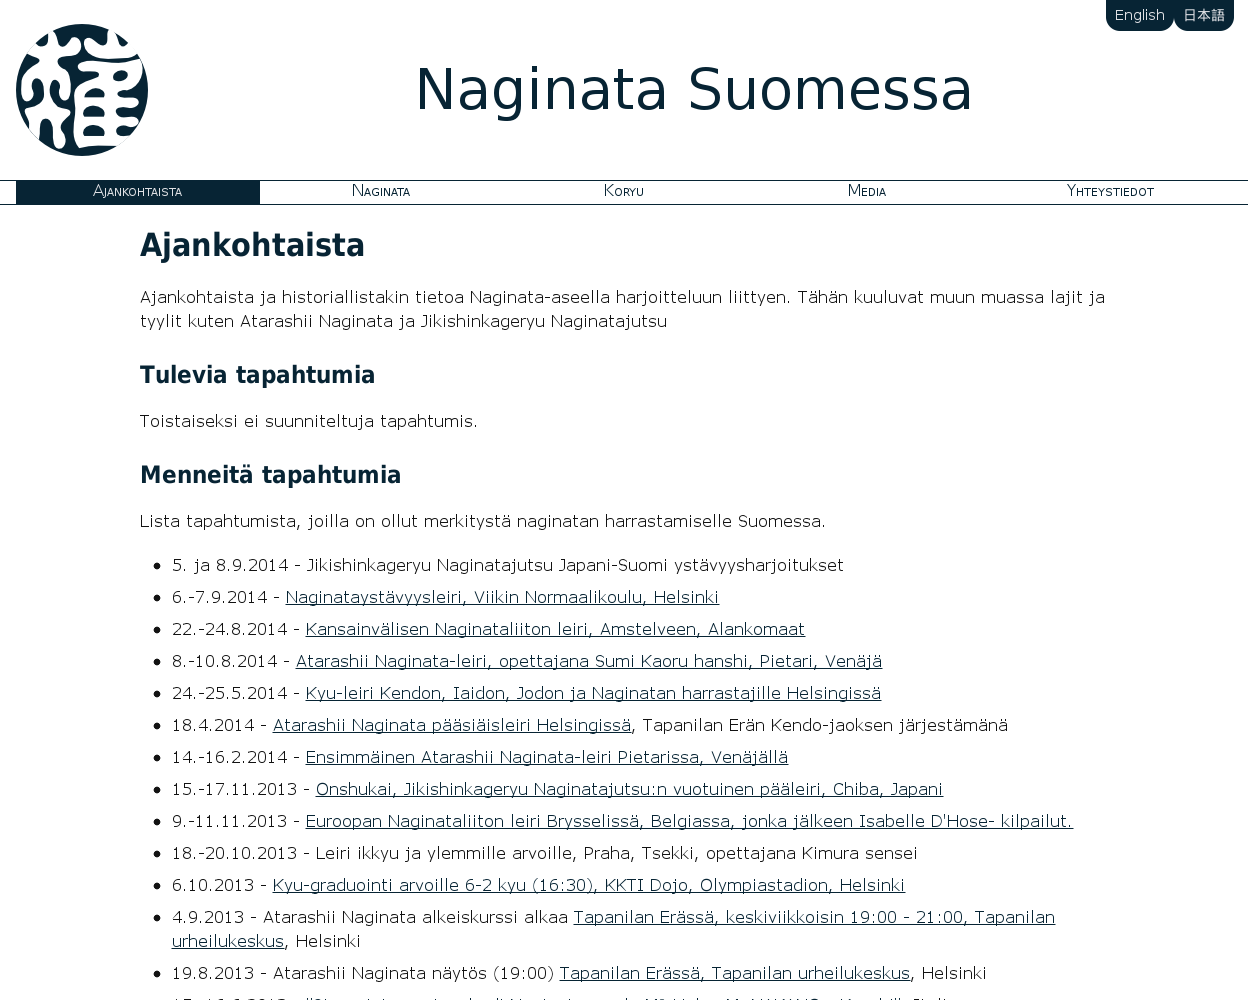 English 日本語
Naginata Suomessa
Ajankohtaista Naginata Koryu Media Yhteystiedot
Ajankohtaista
Ajankohtaista ja historiallistakin tietoa Naginata-aseella harjoitteluun liittyen. Tähän kuuluvat muun muassa lajit ja
tyylit kuten Atarashii Naginata ja Jikishinkageryu Naginatajutsu
Tulevia tapahtumia
Toistaiseksi ei suunniteltuja tapahtumis.
Menneitä tapahtumia
Lista tapahtumista, joilla on ollut merkitystä naginatan harrastamiselle Suomessa.
5. ja 8.9.2014 - Jikishinkageryu Naginatajutsu Japani-Suomi ystävyysharjoitukset
6.-7.9.2014 - Naginataystävyysleiri, Viikin Normaalikoulu, Helsinki
22.-24.8.2014 - Kansainvälisen Naginataliiton leiri, Amstelveen, Alankomaat
8.-10.8.2014 - Atarashii Naginata-leiri, opettajana Sumi Kaoru hanshi, Pietari, Venäjä
24.-25.5.2014 - Kyu-leiri Kendon, Iaidon, Jodon ja Naginatan harrastajille Helsingissä
18.4.2014 - Atarashii Naginata pääsiäisleiri Helsingissä, Tapanilan Erän Kendo-jaoksen järjestämänä
14.-16.2.2014 - Ensimmäinen Atarashii Naginata-leiri Pietarissa, Venäjällä
15.-17.11.2013 - Onshukai, Jikishinkageryu Naginatajutsu:n vuotuinen pääleiri, Chiba, Japani
9.-11.11.2013 - Euroopan Naginataliiton leiri Brysselissä, Belgiassa, jonka jälkeen Isabelle D'Hose- kilpailut.
18.-20.10.2013 - Leiri ikkyu ja ylemmille arvoille, Praha, Tsekki, opettajana Kimura sensei
6.10.2013 - Kyu-graduointi arvoille 6-2 kyu (16:30), KKTI Dojo, Olympiastadion, Helsinki
4.9.2013 - Atarashii Naginata alkeiskurssi alkaa Tapanilan Erässä, keskiviikkoisin 19:00 - 21:00, Tapanilan
urheilukeskus, Helsinki
19.8.2013 - Atarashii Naginata näytös (19:00) Tapanilan Erässä, Tapanilan urheilukeskus, Helsinki